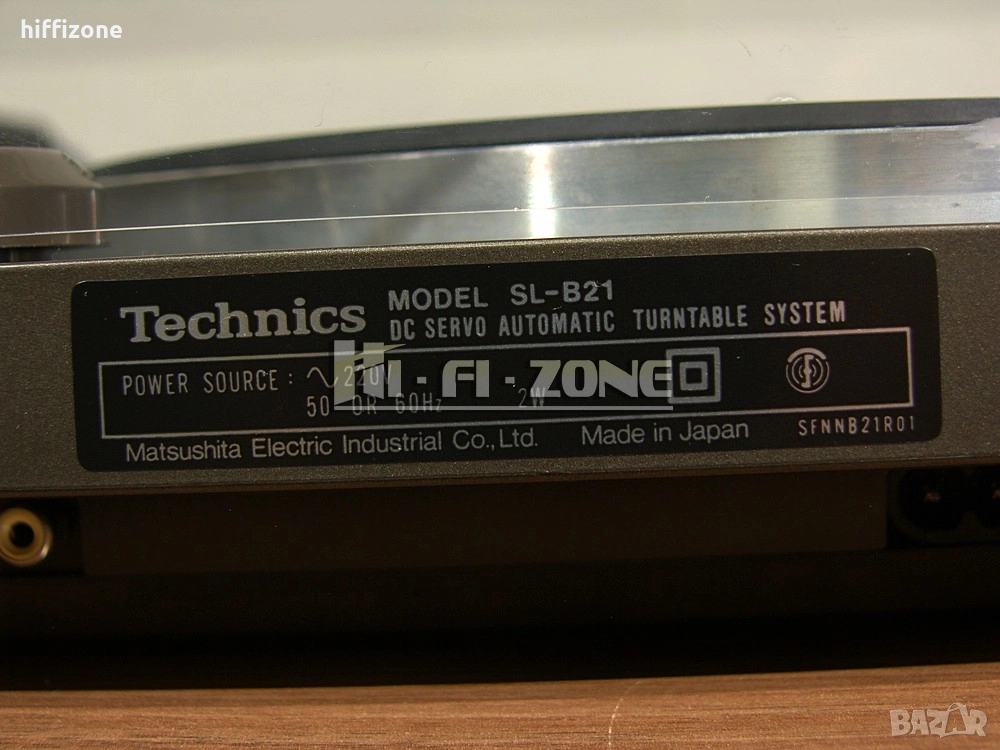 hiffizone
Technics MODEL SL-B21
DC SERVO AUTOMATIC TURNTABLE SYSTEM
POWER SOURCE: ∿220V
50 OR 60Hz 2W
HI-FI-ZONE
SFNNB21R01
Matsushita Electric Industrial Co.,Ltd. Made in Japan
BAZAR